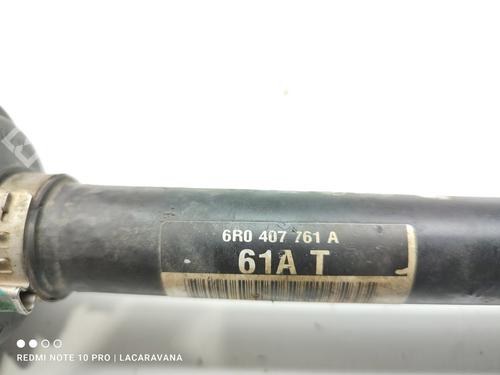 6R0 407 761 A
61A T
REDMI NOTE 10 PRO | LACARAVANA